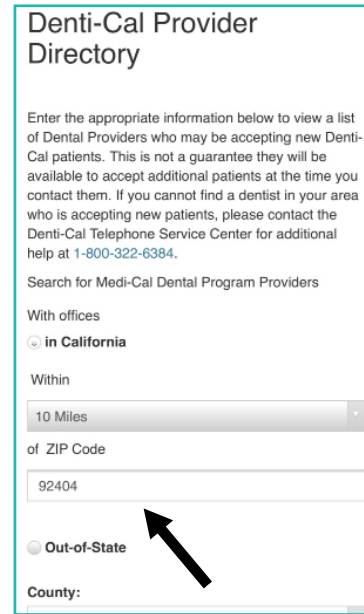 Denti-Cal Provider
Directory
Enter the appropriate information below to view a list
of Dental Providers who may be accepting new Denti-
Cal patients. This is not a guarantee they will be
available to accept additional patients at the time you
contact them. If you cannot find a dentist in your area
who is accepting new patients, please contact the
Denti-Cal Telephone Service Center for additional
help at 1-800-322-6384.
Search for Medi-Cal Dental Program Providers
With offices
in California
Within
10 Miles
of ZIP Code
92404
Out-of-State
County: